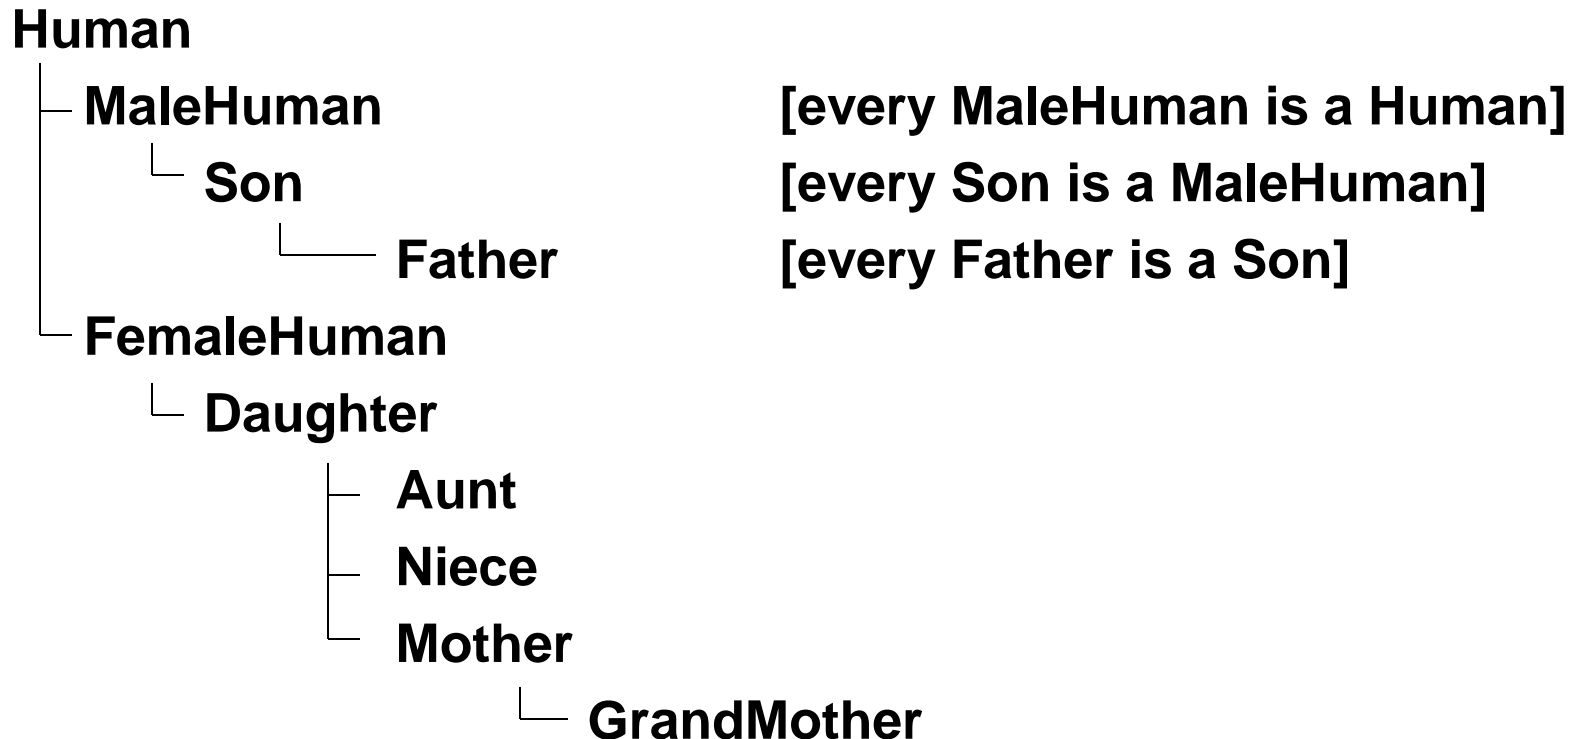 Human
MaleHuman [every MaleHuman is a Human]
Son [every Son is a MaleHuman]
Father [every Father is a Son]
FemaleHuman
Daughter
Aunt
Niece
Mother
GrandMother